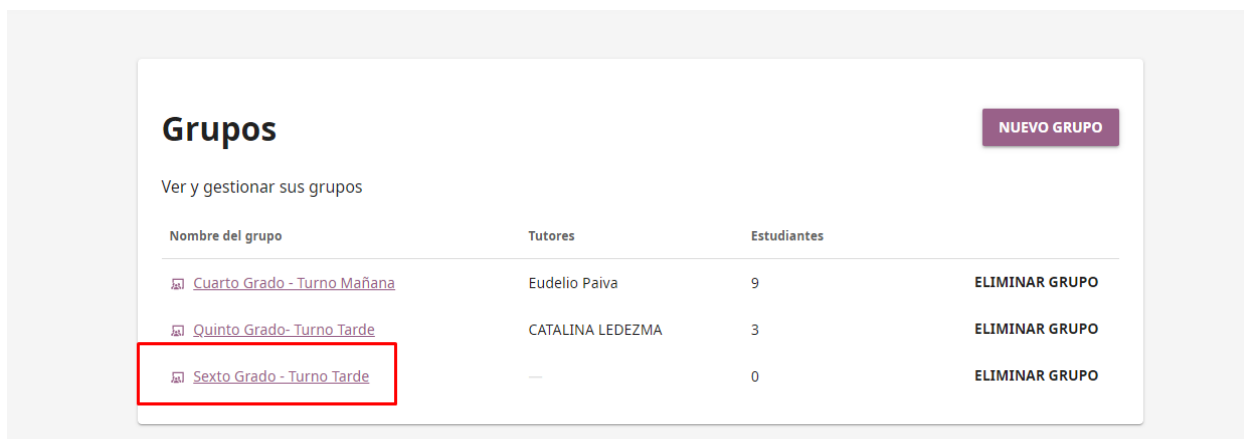 Grupos
NUEVO GRUPO
Ver y gestionar sus grupos
Nombre del grupo Tutores Estudiantes
Cuarto Grado - Turno Mañana Eudelio Paiva 9 ELIMINAR GRUPO
Quinto Grado- Turno Tarde CATALINA LEDEZMA 3 ELIMINAR GRUPO
Sexto Grado - Turno Tarde — 0 ELIMINAR GRUPO